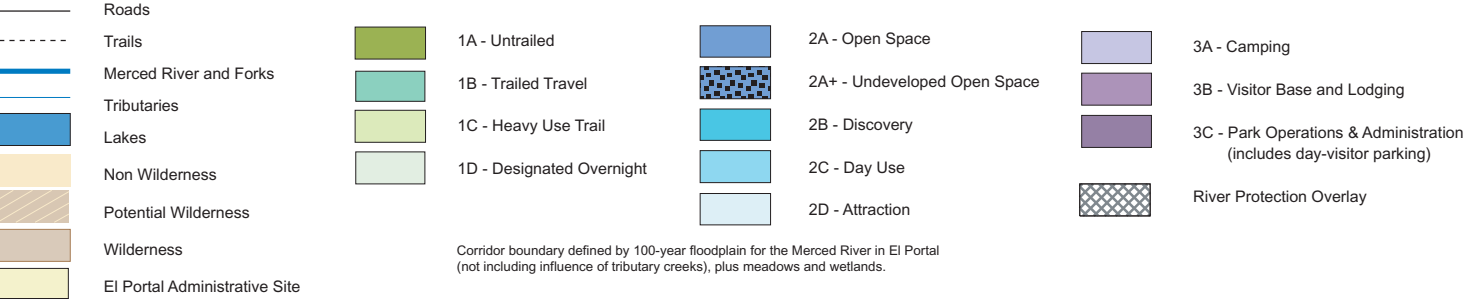 Roads
Trails
Merced River and Forks
Tributaries
Lakes
Non Wilderness
Potential Wilderness
Wilderness
El Portal Administrative Site
1A - Untrailed
1B - Trailed Travel
1C - Heavy Use Trail
1D - Designated Overnight
2A - Open Space
2A+ - Undeveloped Open Space
2B - Discovery
2C - Day Use
2D - Attraction
3A - Camping
3B - Visitor Base and Lodging
3C - Park Operations & Administration
(includes day-visitor parking)
River Protection Overlay
Corridor boundary defined by 100-year floodplain for the Merced River in El Portal
(not including influence of tributary creeks), plus meadows and wetlands.